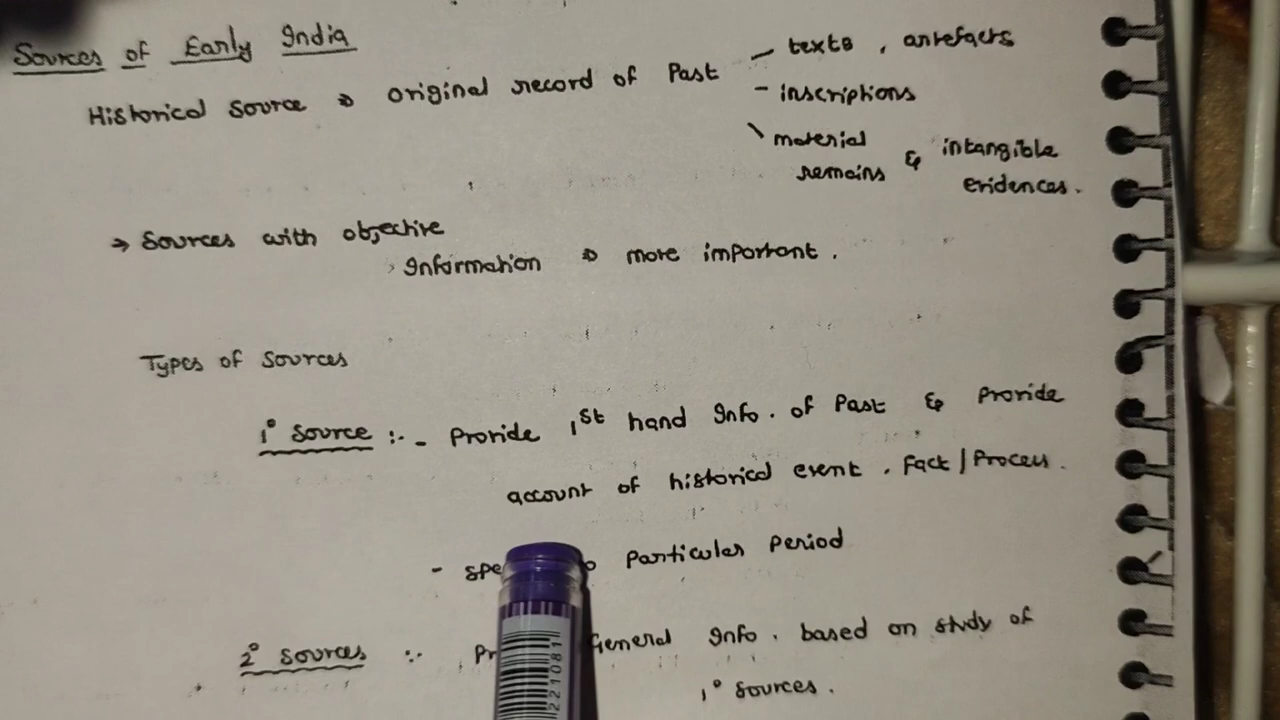 Sources of Early India
Historical Source ⇒ original record of Past
- texts, artefacts
- inscriptions
\ material remains & intangible evidences.
→ Sources with objective
Information ⇒ more important.
Types of Sources
1° Source :- - Provide 1st hand Info. of Past & Provide
account of historical event, Fact/Process.
- Particular Period
2° Sources :- General Info. based on study of
1° Sources.
221081